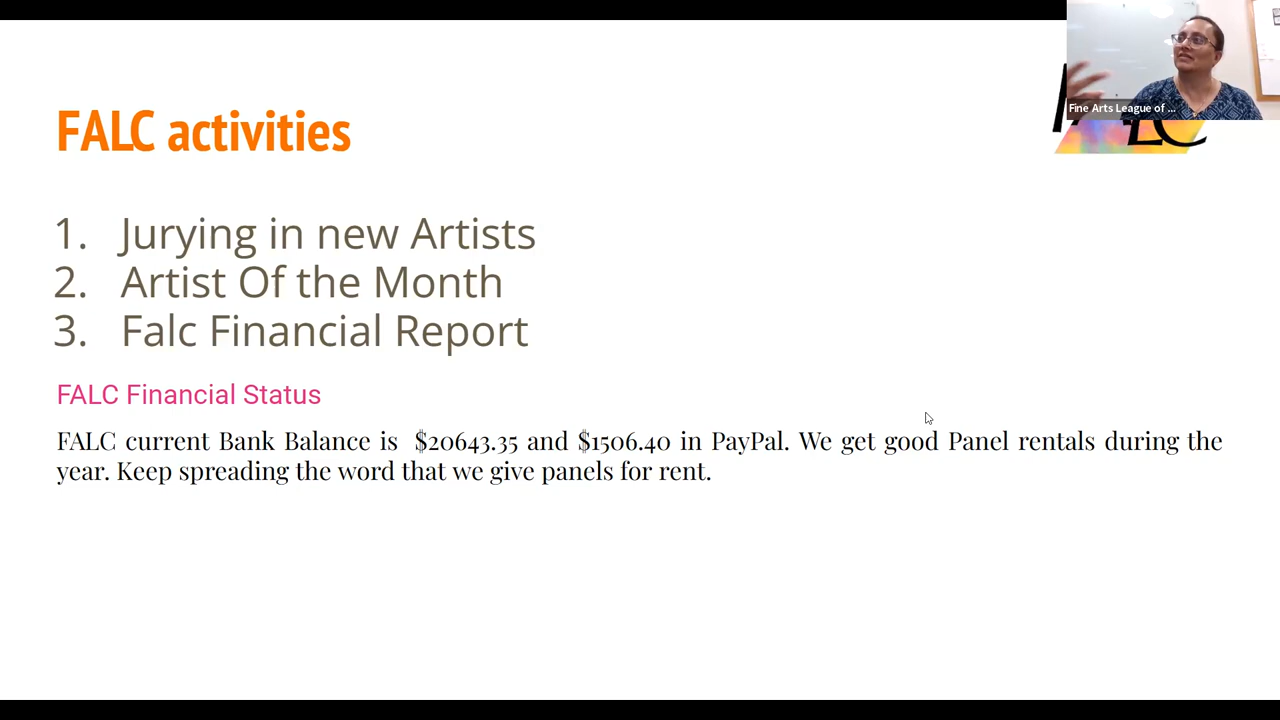 FALC activities
Fine Arts League of ...
1. Jurying in new Artists
2. Artist Of the Month
3. Falc Financial Report
FALC Financial Status
FALC current Bank Balance is $20643.35 and $1506.40 in PayPal. We get good Panel rentals during the
year. Keep spreading the word that we give panels for rent.